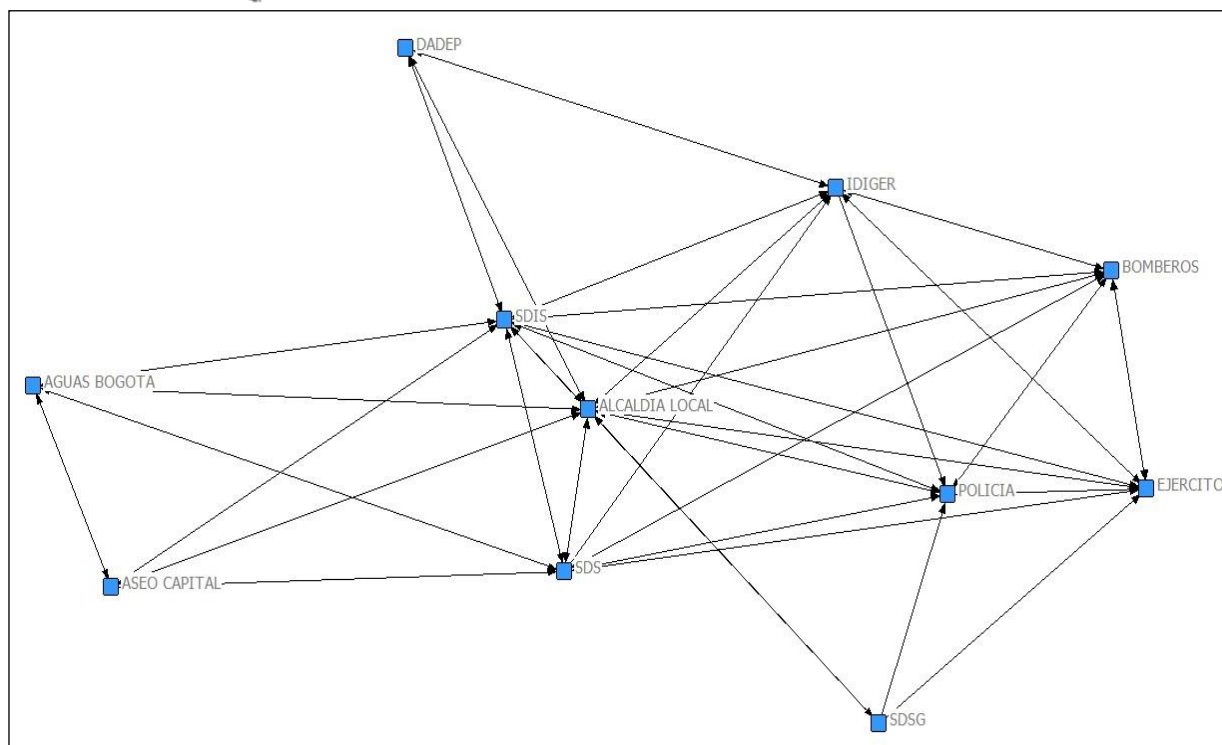 DADEP
IDIGER
BOMBEROS
SDIS
AGUAS BOGOTA
ALCALDIA LOCAL
EJERCITO
POLICIA
SDS
ASEO CAPITAL
SDSG